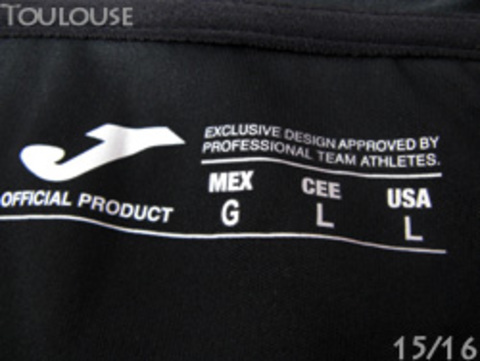 TOULOUSE
EXCLUSIVE DESIGN APPROVED BY
PROFESSIONAL TEAM ATHLETES.
OFFICIAL PRODUCT
MEX CEE USA
G L L
15/16